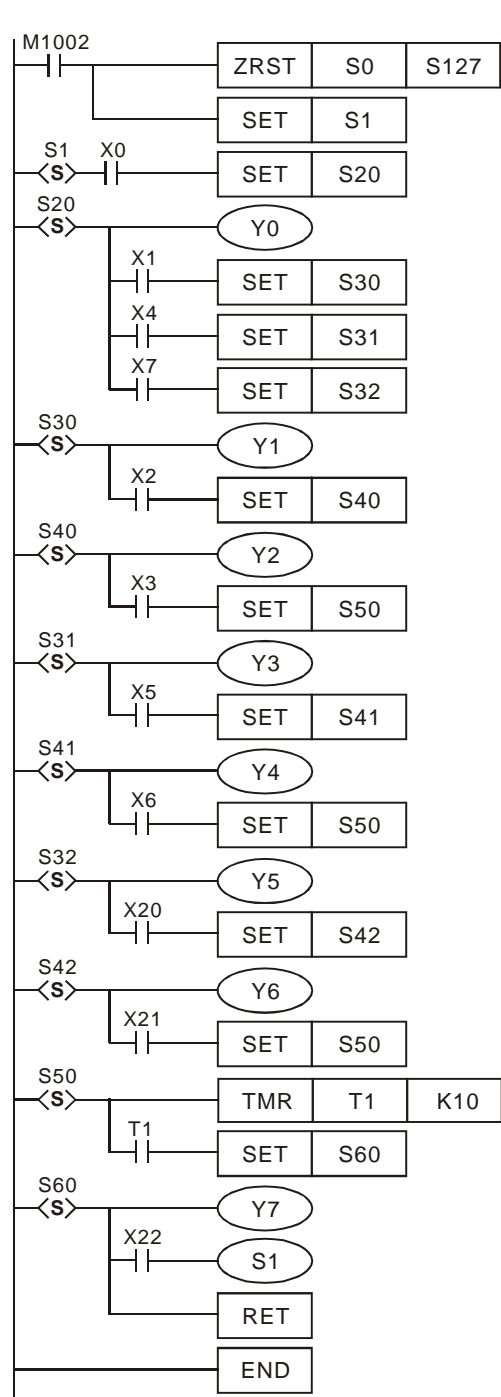 M1002
ZRST S0 S127
SET S1
S1 X0
S SET S20
S20
S Y0
X1
SET S30
X4
SET S31
X7
SET S32
S30
S Y1
X2
SET S40
S40
S Y2
X3
SET S50
S31
S Y3
X5
SET S41
S41
S Y4
X6
SET S50
S32
S Y5
X20
SET S42
S42
S Y6
X21
SET S50
S50
S TMR T1 K10
T1
SET S60
S60
S Y7
X22
S1
RET
END